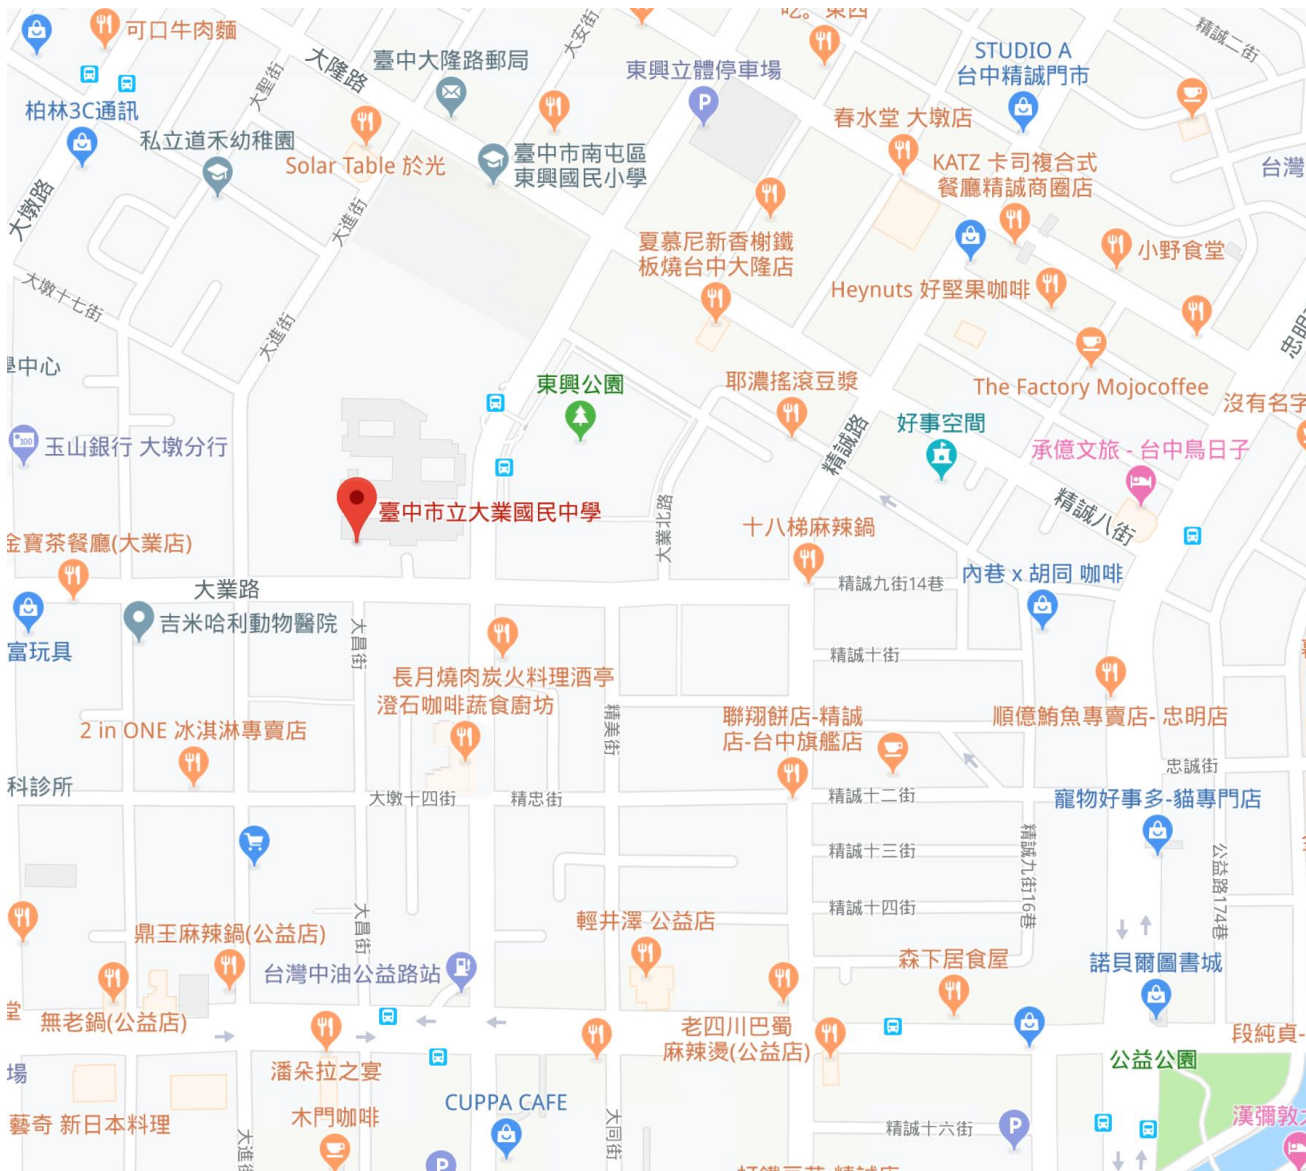 可口牛肉麵
大隆路
臺中大隆路郵局
大安街
東興立體停車場
STUDIO A
台中精誠門市
精誠二街
柏林3C通訊
大聖街
私立道禾幼稚園
Solar Table 於光
臺中市南屯區
東興國民小學
春水堂 大墩店
KATZ 卡司複合式
餐廳精誠商圈店
台灣
大墩路
大進街
夏慕尼新香榭鐵
板燒台中大隆店
小野食堂
Heynuts 好堅果咖啡
大墩十七街
大進街
忠明
學中心
東興公園
耶濃搖滾豆漿
The Factory Mojocoffee
沒有名字
玉山銀行 大墩分行
精誠路
好事空間
承億文旅 - 台中鳥日子
臺中市立大業國民中學
大業北路
十八梯麻辣鍋
精誠八街
金寶茶餐廳(大業店)
大業路
精誠九街14巷
內巷 x 胡同 咖啡
富玩具
吉米哈利動物醫院
大昌街
精誠十街
長月燒肉炭火料理酒亭
澄石咖啡蔬食廚坊
2 in ONE 冰淇淋專賣店
精美街
聯翔餅店-精誠
店-台中旗艦店
順億鮪魚專賣店- 忠明店
忠誠街
科診所
大墩十四街
精忠街
精誠十二街
寵物好事多-貓專門店
精誠十三街
精誠九街16巷
公益路174巷
精誠十四街
大昌街
鼎王麻辣鍋(公益店)
輕井澤 公益店
台灣中油公益路站
森下居食屋
諾貝爾圖書城
堂
無老鍋(公益店)
老四川巴蜀
麻辣燙(公益店)
段純貞-
潘朵拉之宴
公益公園
場
CUPPA CAFE
藝奇 新日本料理
木門咖啡
大進街
大同街
精誠十六街
漢彌敦大